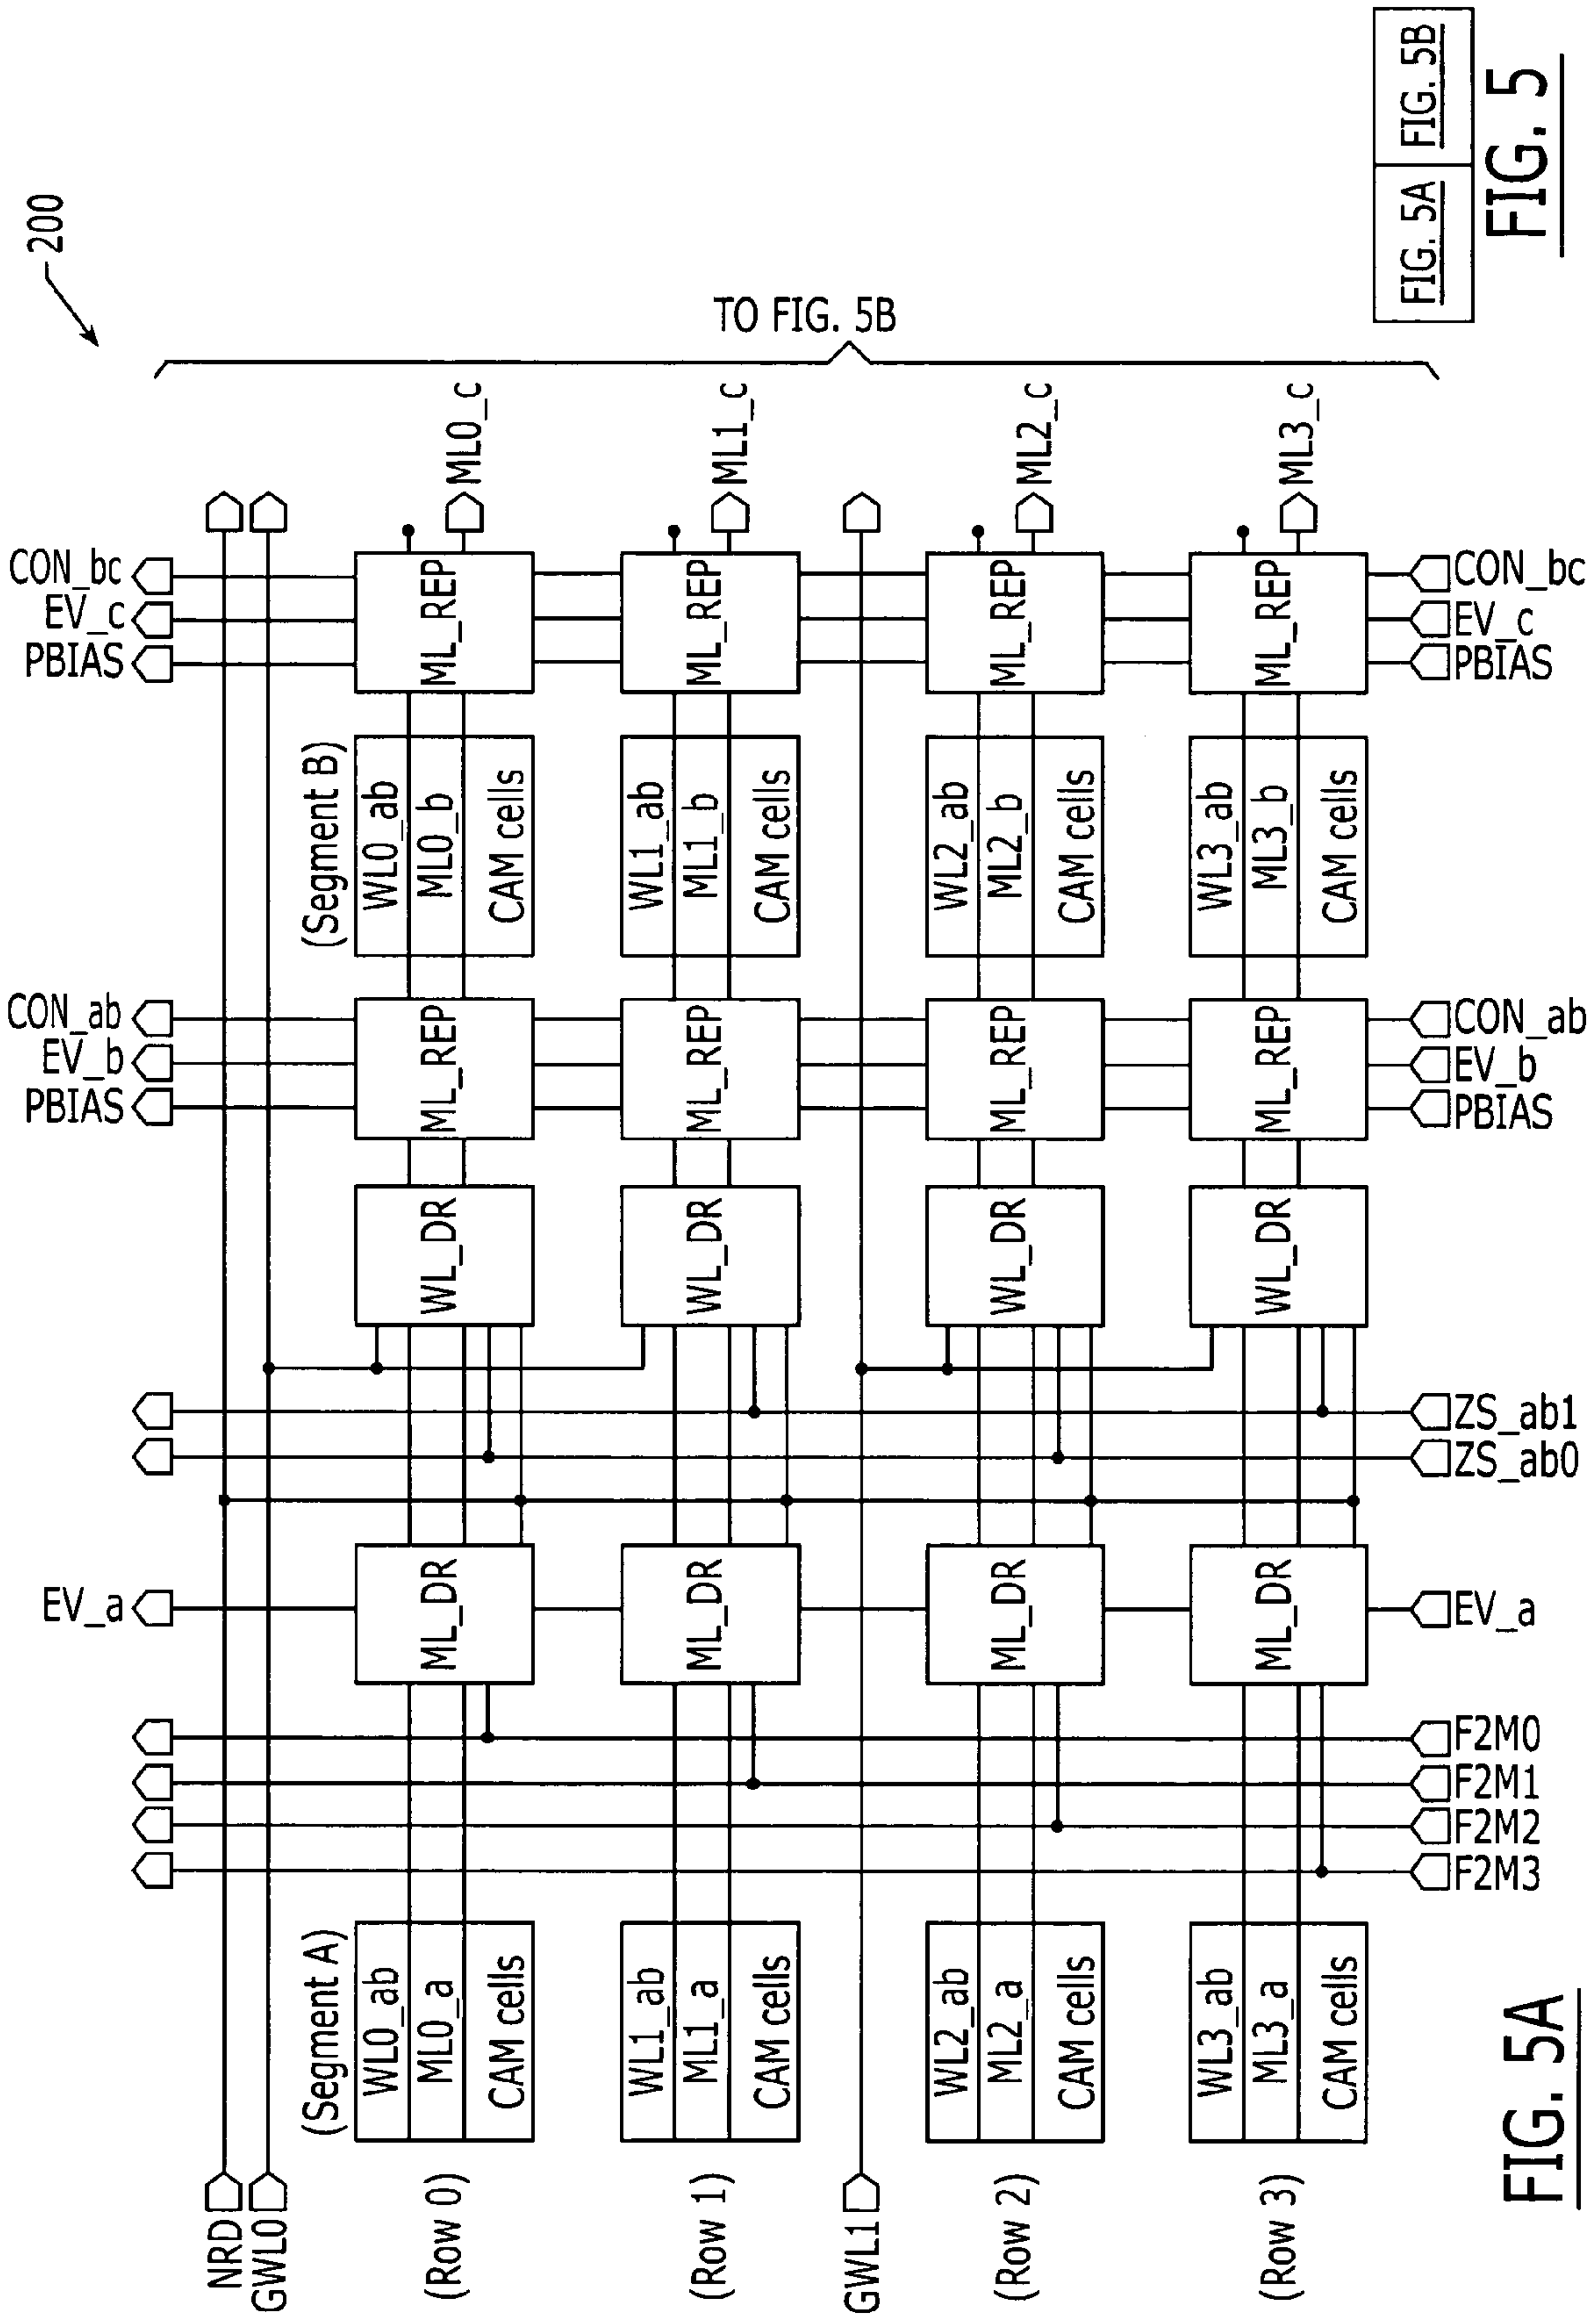 200
TO FIG. 5B
NRD
GWL0
CON_bc
EV_c
PBIAS
CON_ab
EV_b
PBIAS
EV_a
(Segment A)
(Segment B)
(Row 0)
WL0_ab
ML0_a
CAM cells
ML_DR
WL_DR
ML_REP
WL0_ab
ML0_b
CAM cells
ML_REP
ML0_c
(Row 1)
WL1_ab
ML1_a
CAM cells
ML_DR
WL_DR
ML_REP
WL1_ab
ML1_b
CAM cells
ML_REP
ML1_c
GWL1
(Row 2)
WL2_ab
ML2_a
CAM cells
ML_DR
WL_DR
ML_REP
WL2_ab
ML2_b
CAM cells
ML_REP
ML2_c
(Row 3)
WL3_ab
ML3_a
CAM cells
ML_DR
WL_DR
ML_REP
WL3_ab
ML3_b
CAM cells
ML_REP
ML3_c
F2M3
F2M2
F2M1
F2M0
EV_a
ZS_ab0
ZS_ab1
PBIAS
EV_b
CON_ab
PBIAS
EV_c
CON_bc
FIG. 5A
FIG. 5A
FIG. 5B
FIG. 5